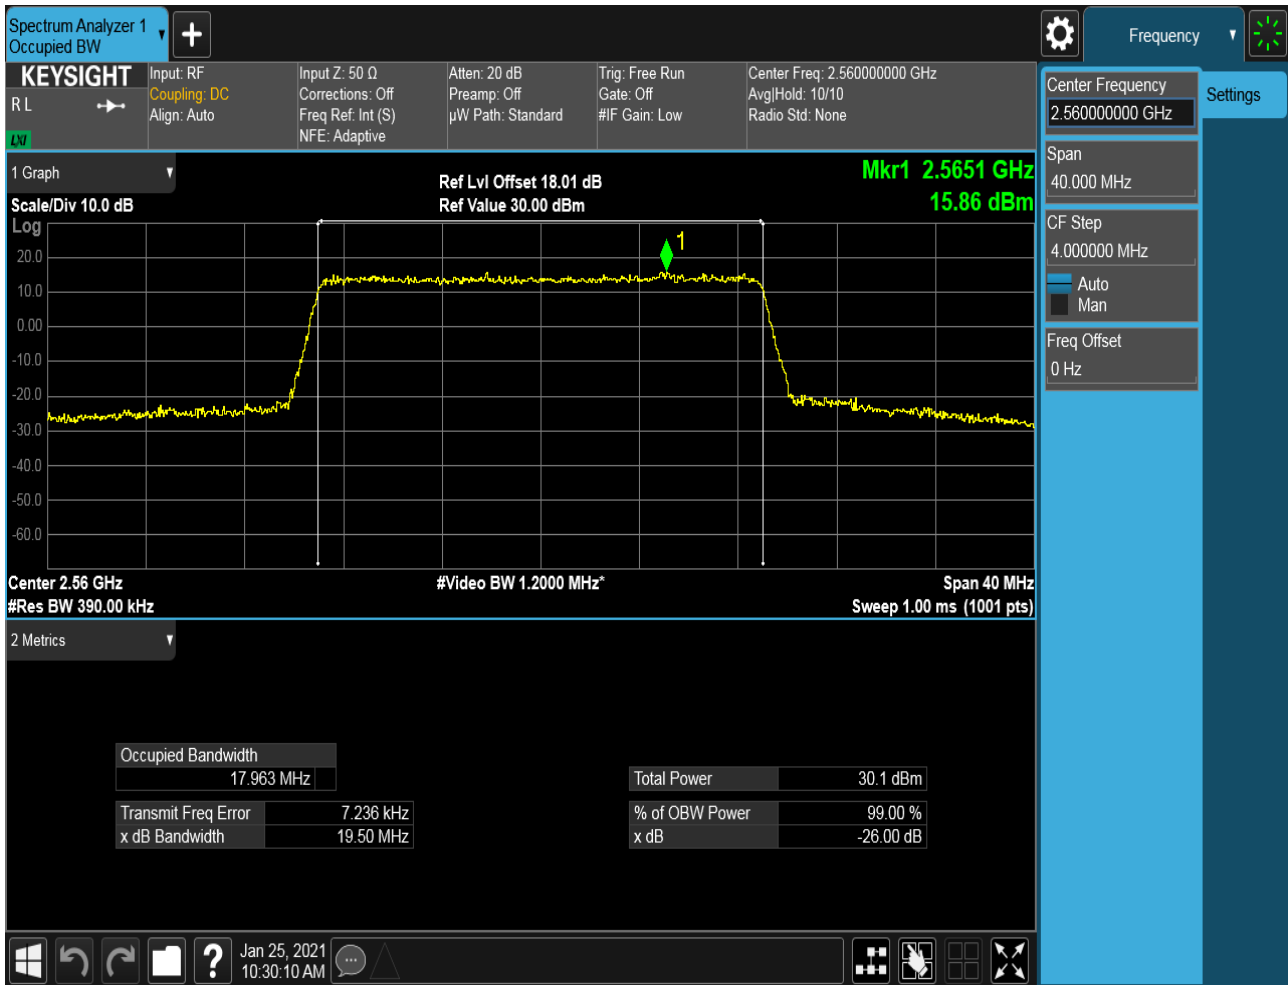 Spectrum Analyzer 1
Occupied BW
Frequency
KEYSIGHT
R L
LXI
Input: RF
Coupling: DC
Align: Auto
Input Z: 50 Ω
Corrections: Off
Freq Ref: Int (S)
NFE: Adaptive
Atten: 20 dB
Preamp: Off
µW Path: Standard
Trig: Free Run
Gate: Off
#IF Gain: Low
Center Freq: 2.560000000 GHz
Avg|Hold: 10/10
Radio Std: None
Center Frequency
2.560000000 GHz
Settings
Span
40.000 MHz
CF Step
4.000000 MHz
Auto
Man
Freq Offset
0 Hz
1 Graph
Scale/Div 10.0 dB
Ref Lvl Offset 18.01 dB
Ref Value 30.00 dBm
Mkr1 2.5651 GHz
15.86 dBm
Log
1
20.0
10.0
0.00
-10.0
-20.0
-30.0
-40.0
-50.0
-60.0
Center 2.56 GHz
#Video BW 1.2000 MHz*
Span 40 MHz
#Res BW 390.00 kHz
Sweep 1.00 ms (1001 pts)
2 Metrics
Occupied Bandwidth
17.963 MHz
Total Power 30.1 dBm
Transmit Freq Error 7.236 kHz
% of OBW Power 99.00 %
x dB Bandwidth 19.50 MHz
x dB -26.00 dB
?
Jan 25, 2021
10:30:10 AM